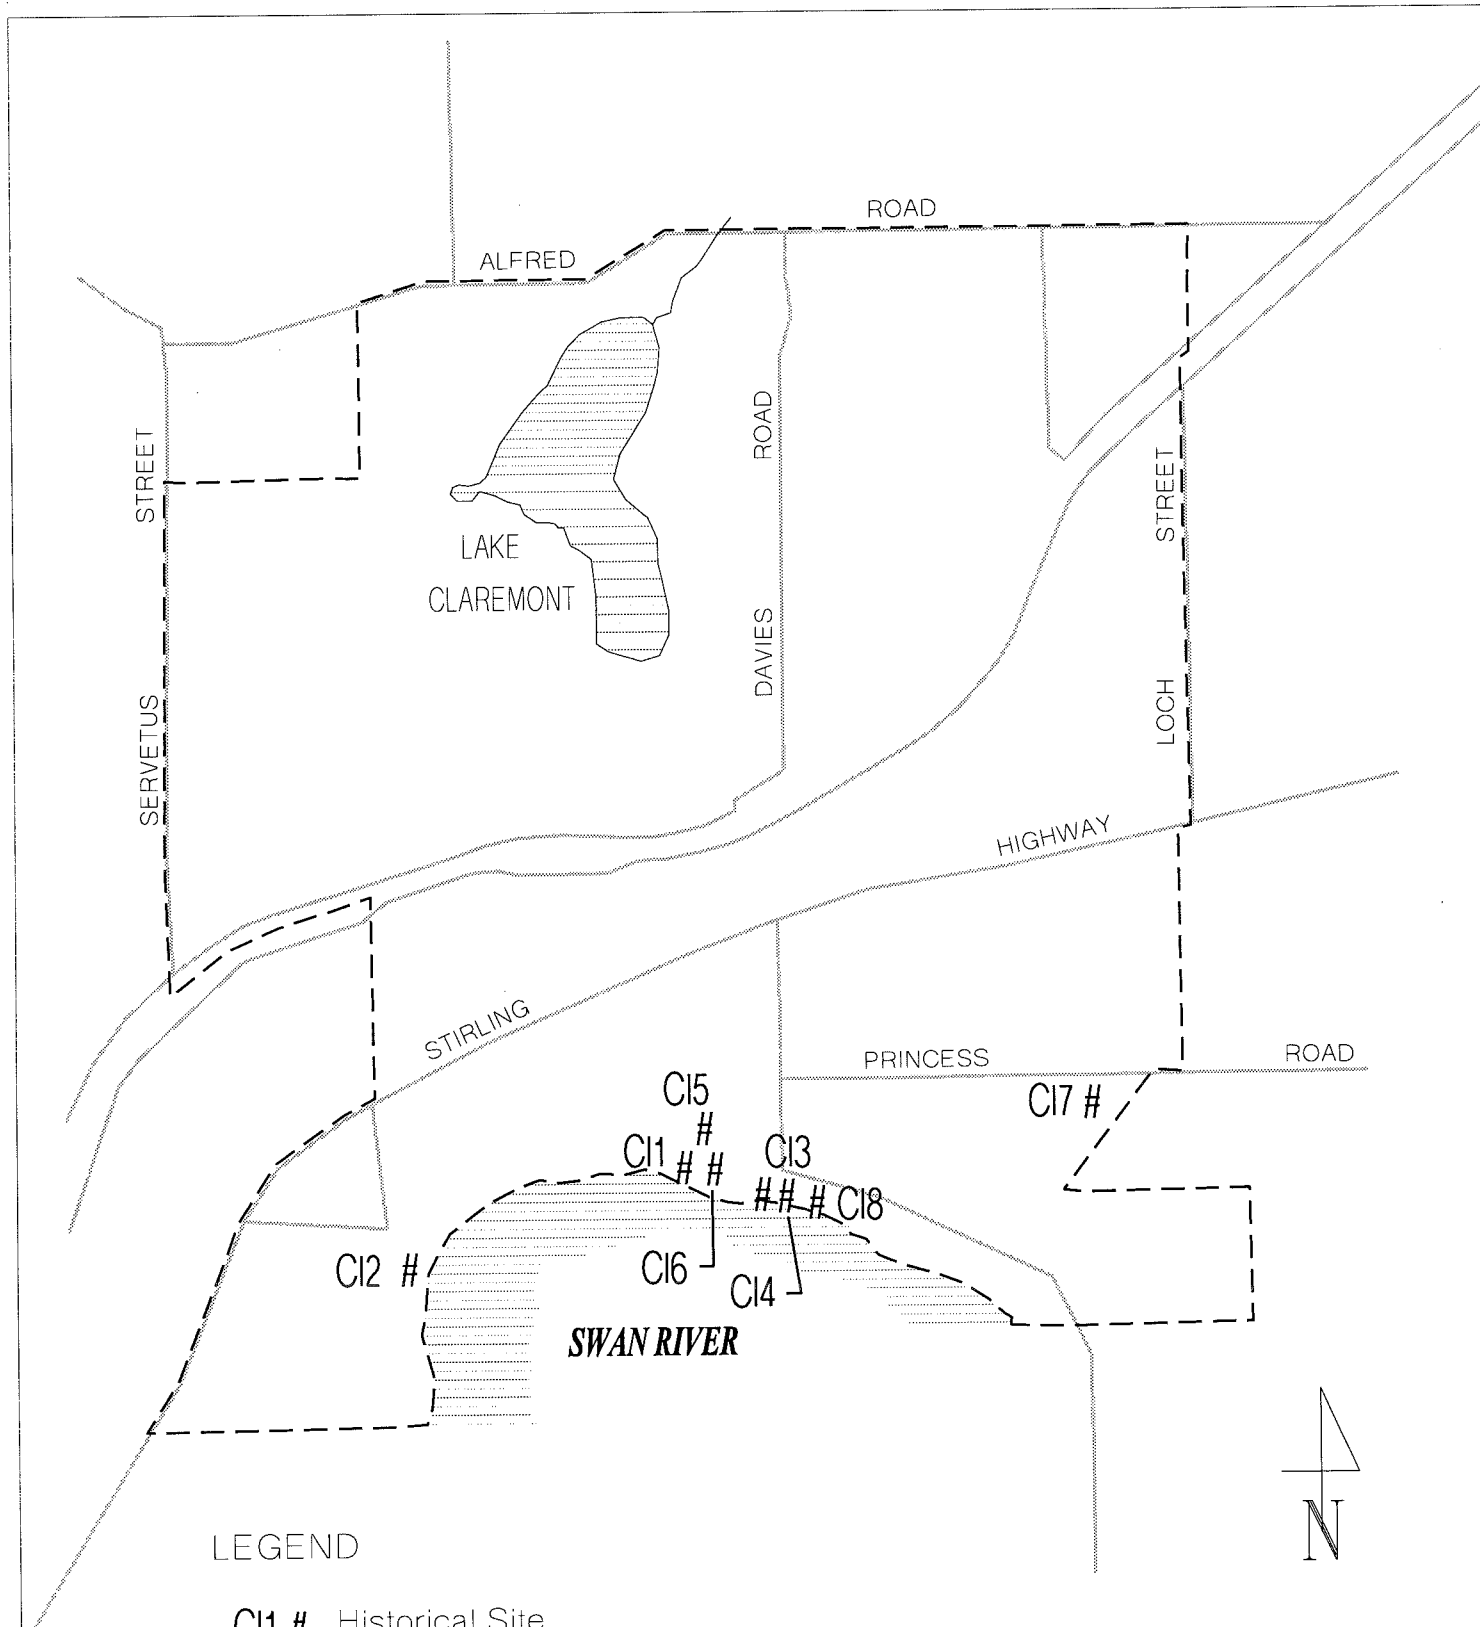 ROAD
ALFRED
STREET
ROAD
STREET
LAKE
CLAREMONT
DAVIES
LOCH
SERVETUS
HIGHWAY
STIRLING
PRINCESS
ROAD
Cl5
#
Cl7 #
Cl1 # #
Cl3
# # # Cl8
Cl2 #
Cl6
Cl4
SWAN RIVER
N
LEGEND
Cl1 # Historical Site